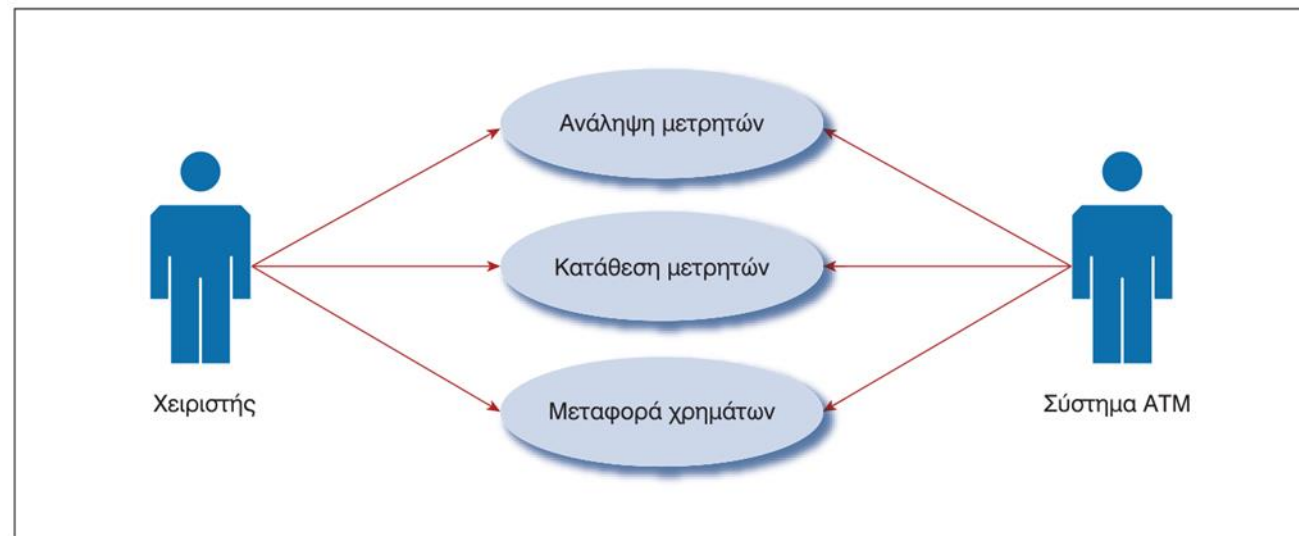 Ανάληψη μετρητών
Κατάθεση μετρητών
Μεταφορά χρημάτων
Χειριστής
Σύστημα ATM